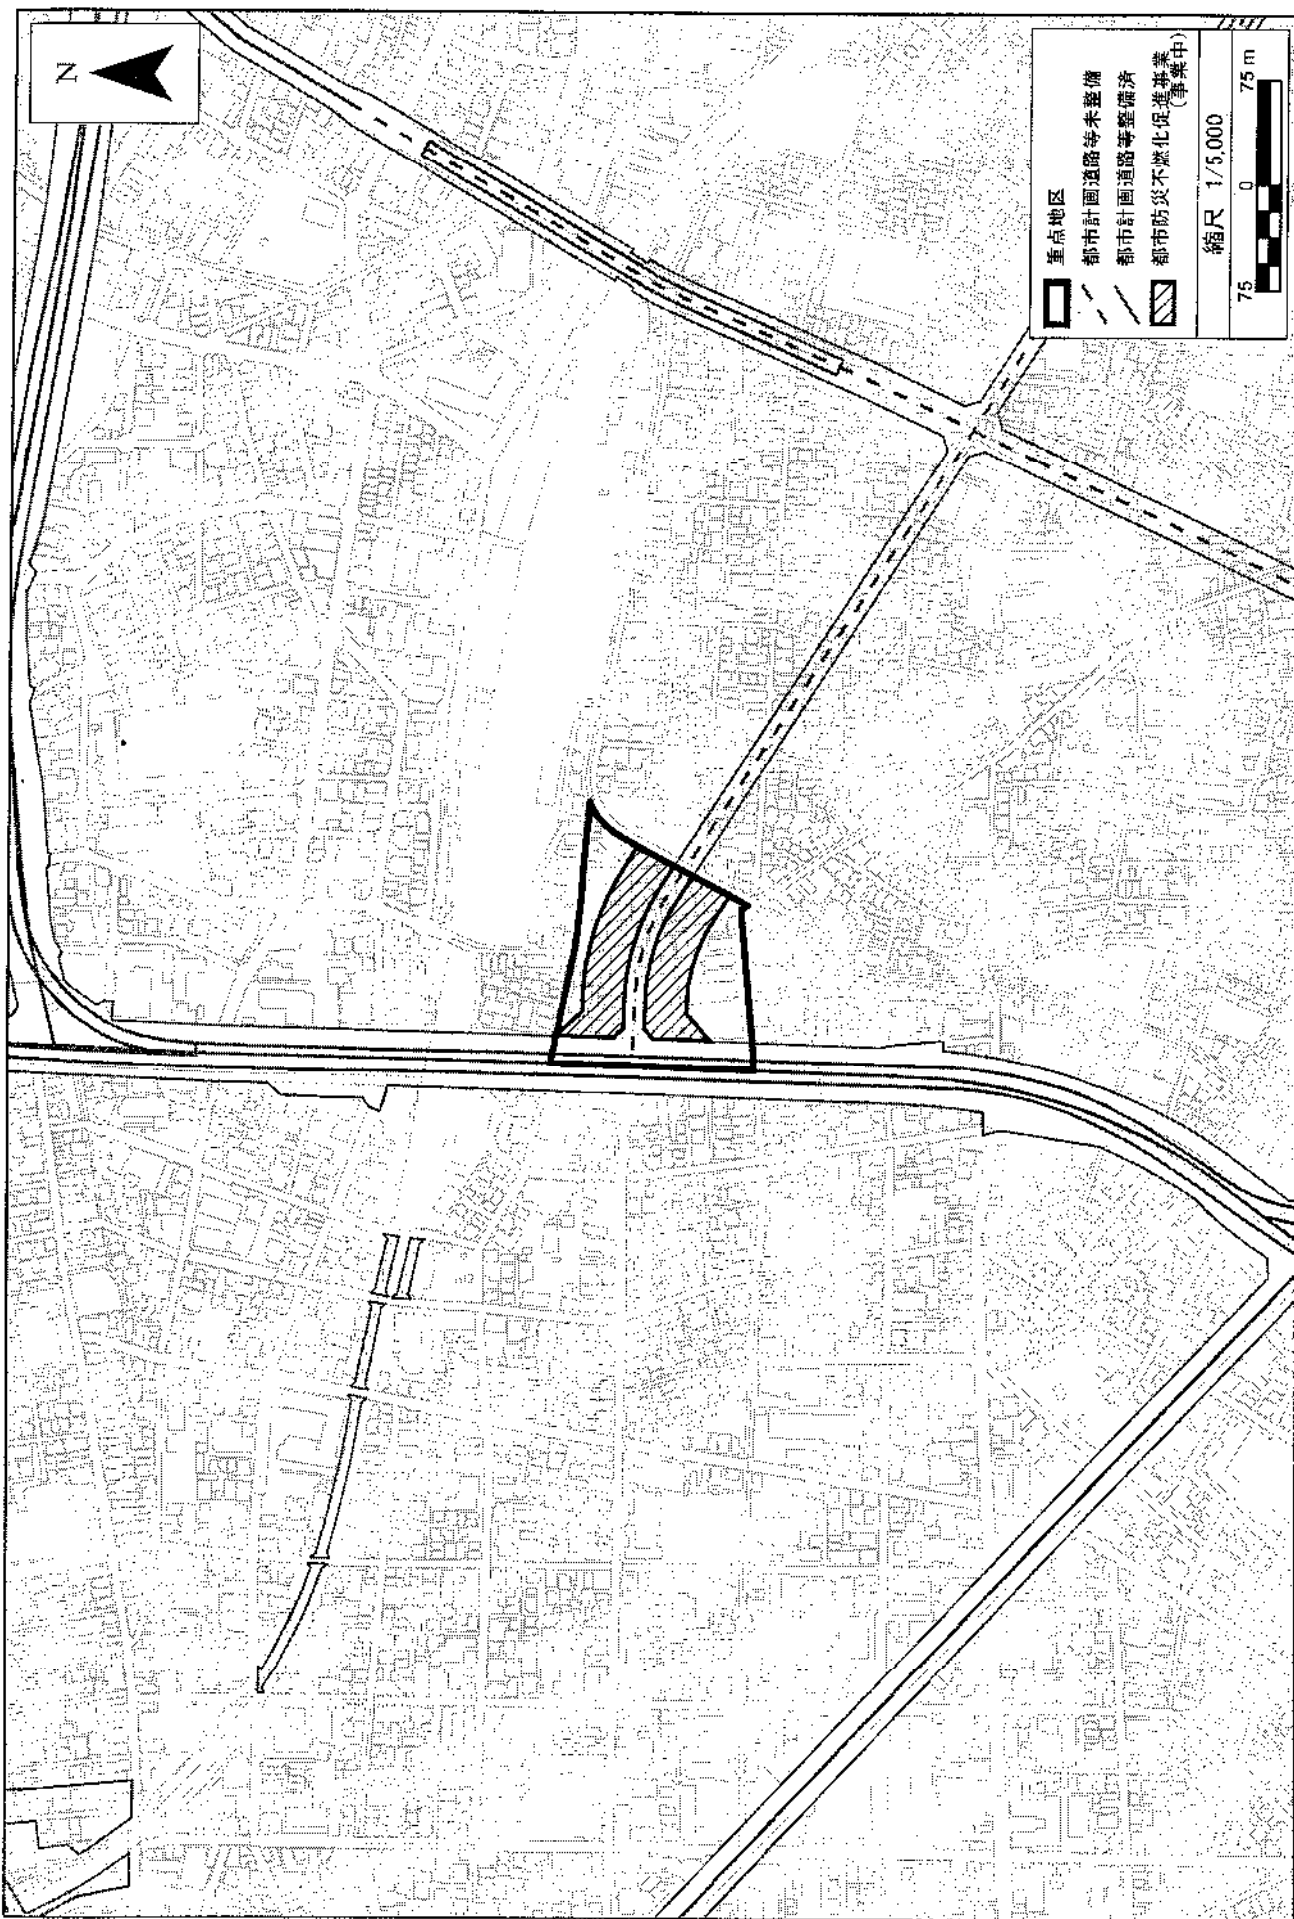 N
重点地区
都市計画道路等未整備
都市計画道路等整備済
都市防災不燃化促進事業
(事業中)
縮尺 1/5,000
75 0 75m